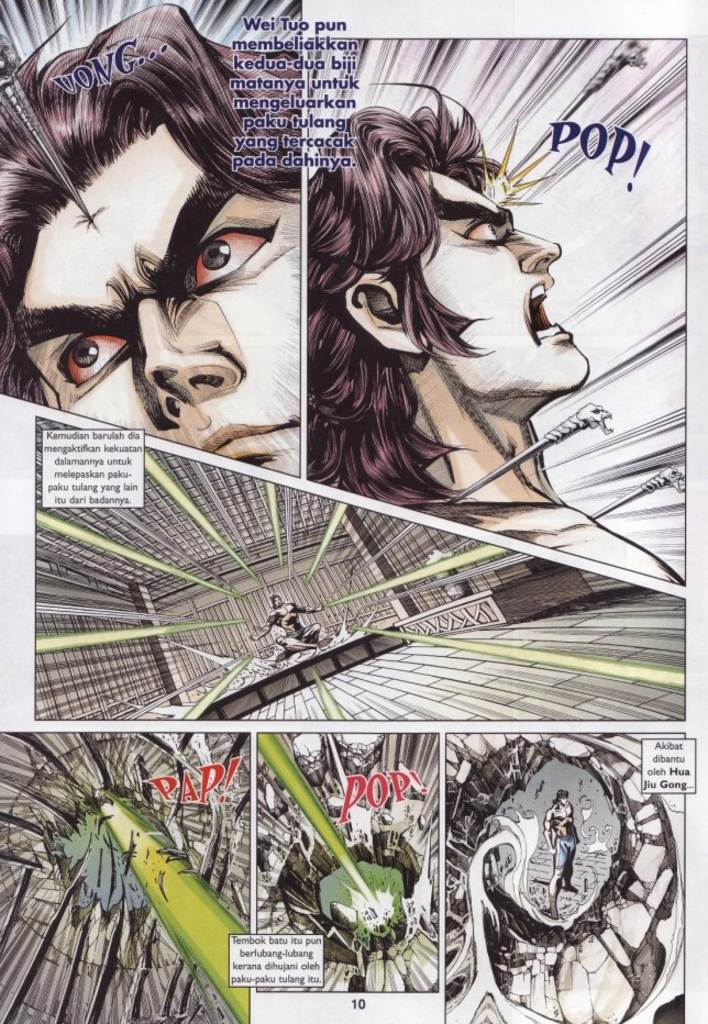 VONG...
Wei Tuo pun
membeliakkan
kedua-dua biji
matanya untuk
mengeluarkan
paku tulang
yang tercacak
pada dahinya.
POP!
Kemudian barulah dia
mengaktifkan kekuatan
dalamannya untuk
melepaskan paku-
paku tulang yang lain
itu dari badannya.
PAP!
Tembok batu itu pun
berlubang-lubang
kerana dihujani oleh
paku-paku tulang itu.
POP!
Akibat
dibantu
oleh Hua
Jiu Gong...
10